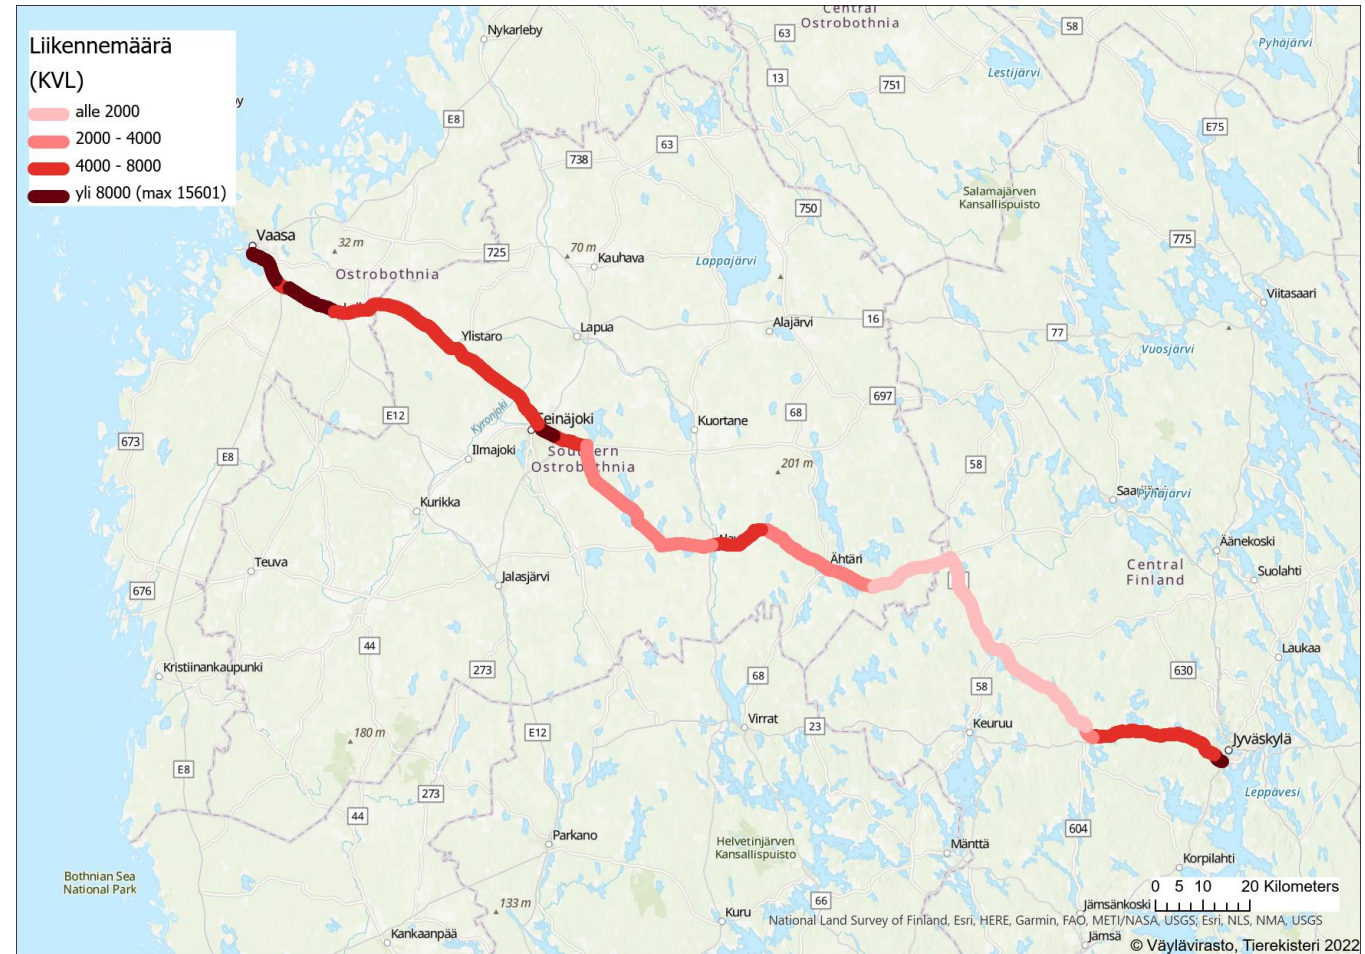 Liikennemäärä
(KVL)
alle 2000
2000 - 4000
4000 - 8000
yli 8000 (max 15601)
Central
Ostrobothnia
Nykarleby
63
58
Pyhäjärvi
13
751
Lestijärvi
E8
63
E75
738
Salamajärven
Kansallispuisto
750
Vaasa
32 m
725
70 m
Kauhava
Lappajärvi
775
Ostrobothnia
Viitasaari
Ylistaro
Lapua
Alajärvi
16
77
Vuosjärvi
697
E12
Kyrönjoki
Seinäjoki
Kuortane
68
673
E8
Ilmajoki
Southern
Ostrobothnia
201 m
58
Kurikka
Pyhäjärvi
Äänekoski
Teuva
Ähtäri
Central
Finland
Suolahti
676
Jalasjärvi
44
Laukaa
Kristiinankaupunki
273
68
58
630
180 m
E12
Virrat
23
Keuruu
Jyväskylä
E8
273
Leppävesi
44
Parkano
Helvetinjärven
Kansallispuisto
604
Mänttä
Korpilahti
Bothnian Sea
National Park
133 m
66
Kuru
Jämsänkoski
0 5 10 20 Kilometers
National Land Survey of Finland, Esri, HERE, Garmin, FAO, METI/NASA, USGS; Esri, NLS, NMA, USGS
Kankaanpää
Jämsä
© Väylävirasto, Tierekisteri 2022